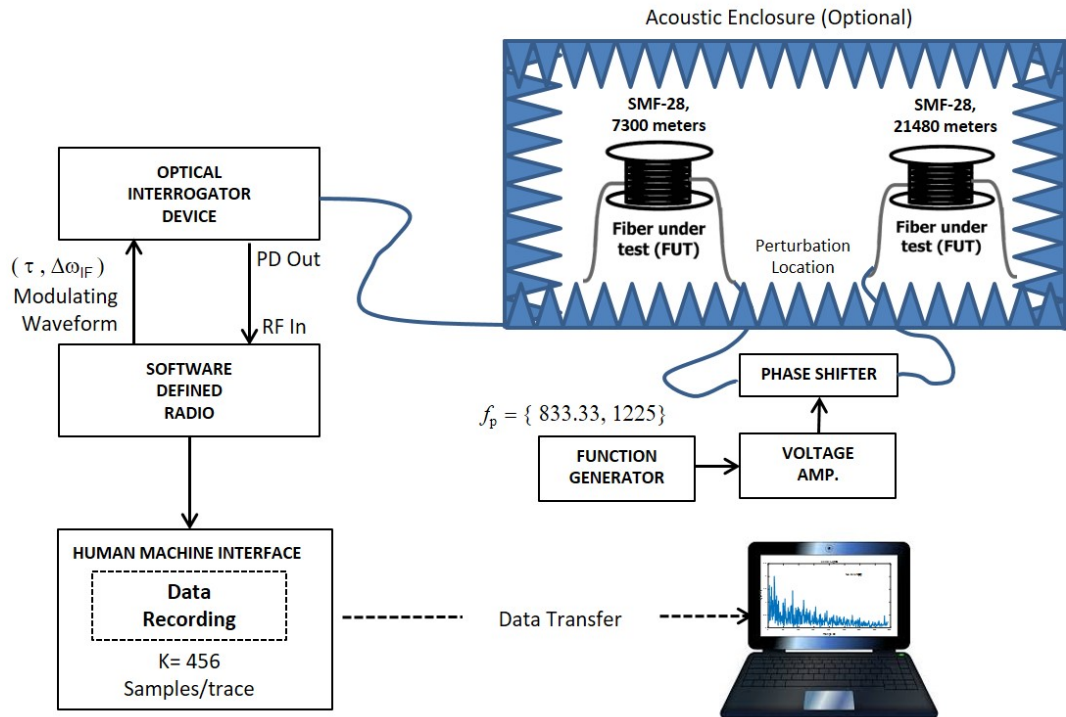 Acoustic Enclosure (Optional)
SMF-28,
7300 meters
SMF-28,
21480 meters
Fiber under
test (FUT)
Perturbation
Location
Fiber under
test (FUT)
OPTICAL
INTERROGATOR
DEVICE
( τ , Δω_IF )
Modulating
Waveform
PD Out
RF In
SOFTWARE
DEFINED
RADIO
PHASE SHIFTER
f_p = { 833.33, 1225}
FUNCTION
GENERATOR
VOLTAGE
AMP.
HUMAN MACHINE INTERFACE
Data
Recording
K= 456
Samples/trace
Data Transfer